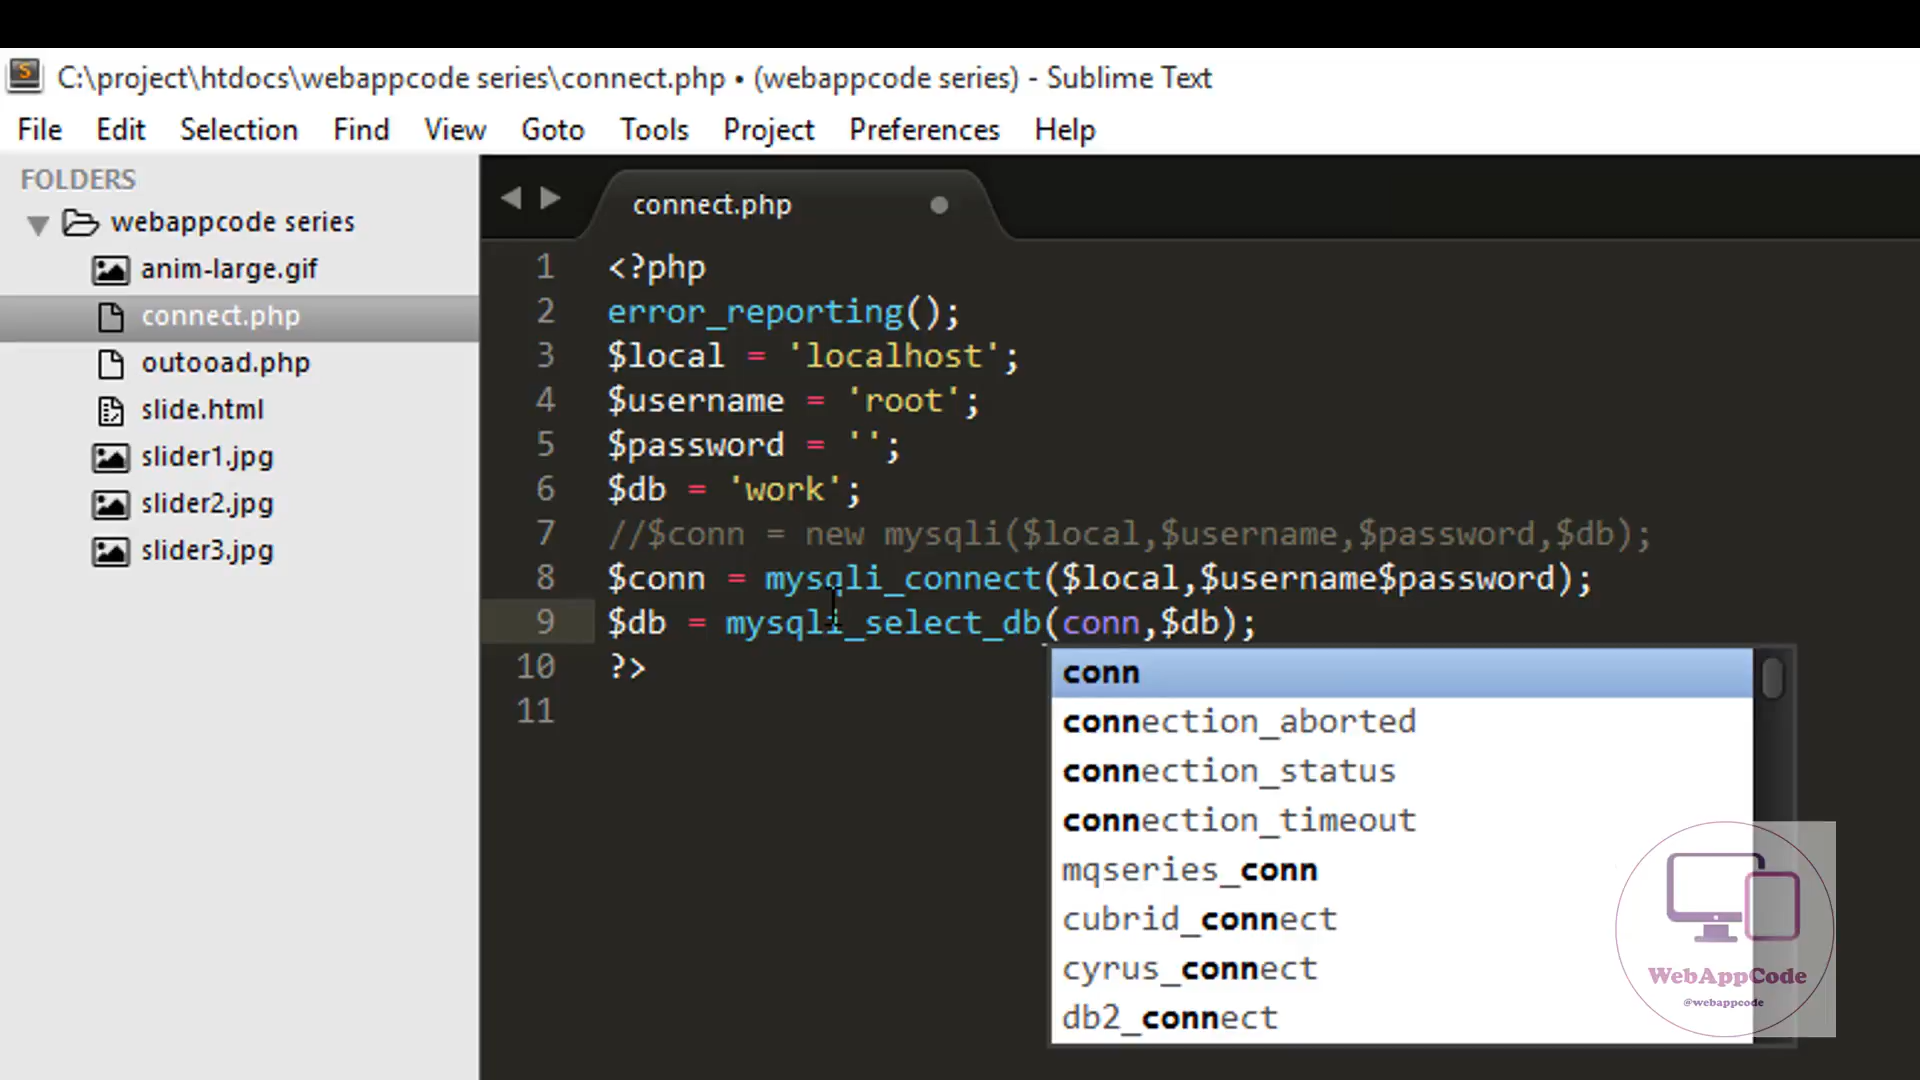 C:\project\htdocs\webappcode series\connect.php • (webappcode series) - Sublime Text
File Edit Selection Find View Goto Tools Project Preferences Help
FOLDERS
webappcode series
anim-large.gif
connect.php
outooad.php
slide.html
slider1.jpg
slider2.jpg
slider3.jpg
connect.php
1 <?php
2 error_reporting();
3 $local = 'localhost';
4 $username = 'root';
5 $password = '';
6 $db = 'work';
7 //$conn = new mysqli($local,$username,$password,$db);
8 $conn = mysqli_connect($local,$username$password);
9 $db = mysqli_select_db(conn,$db);
10 ?>
11
conn
connection_aborted
connection_status
connection_timeout
mqseries_conn
cubrid_connect
cyrus_connect
db2_connect
WebAppCode
@webappcode